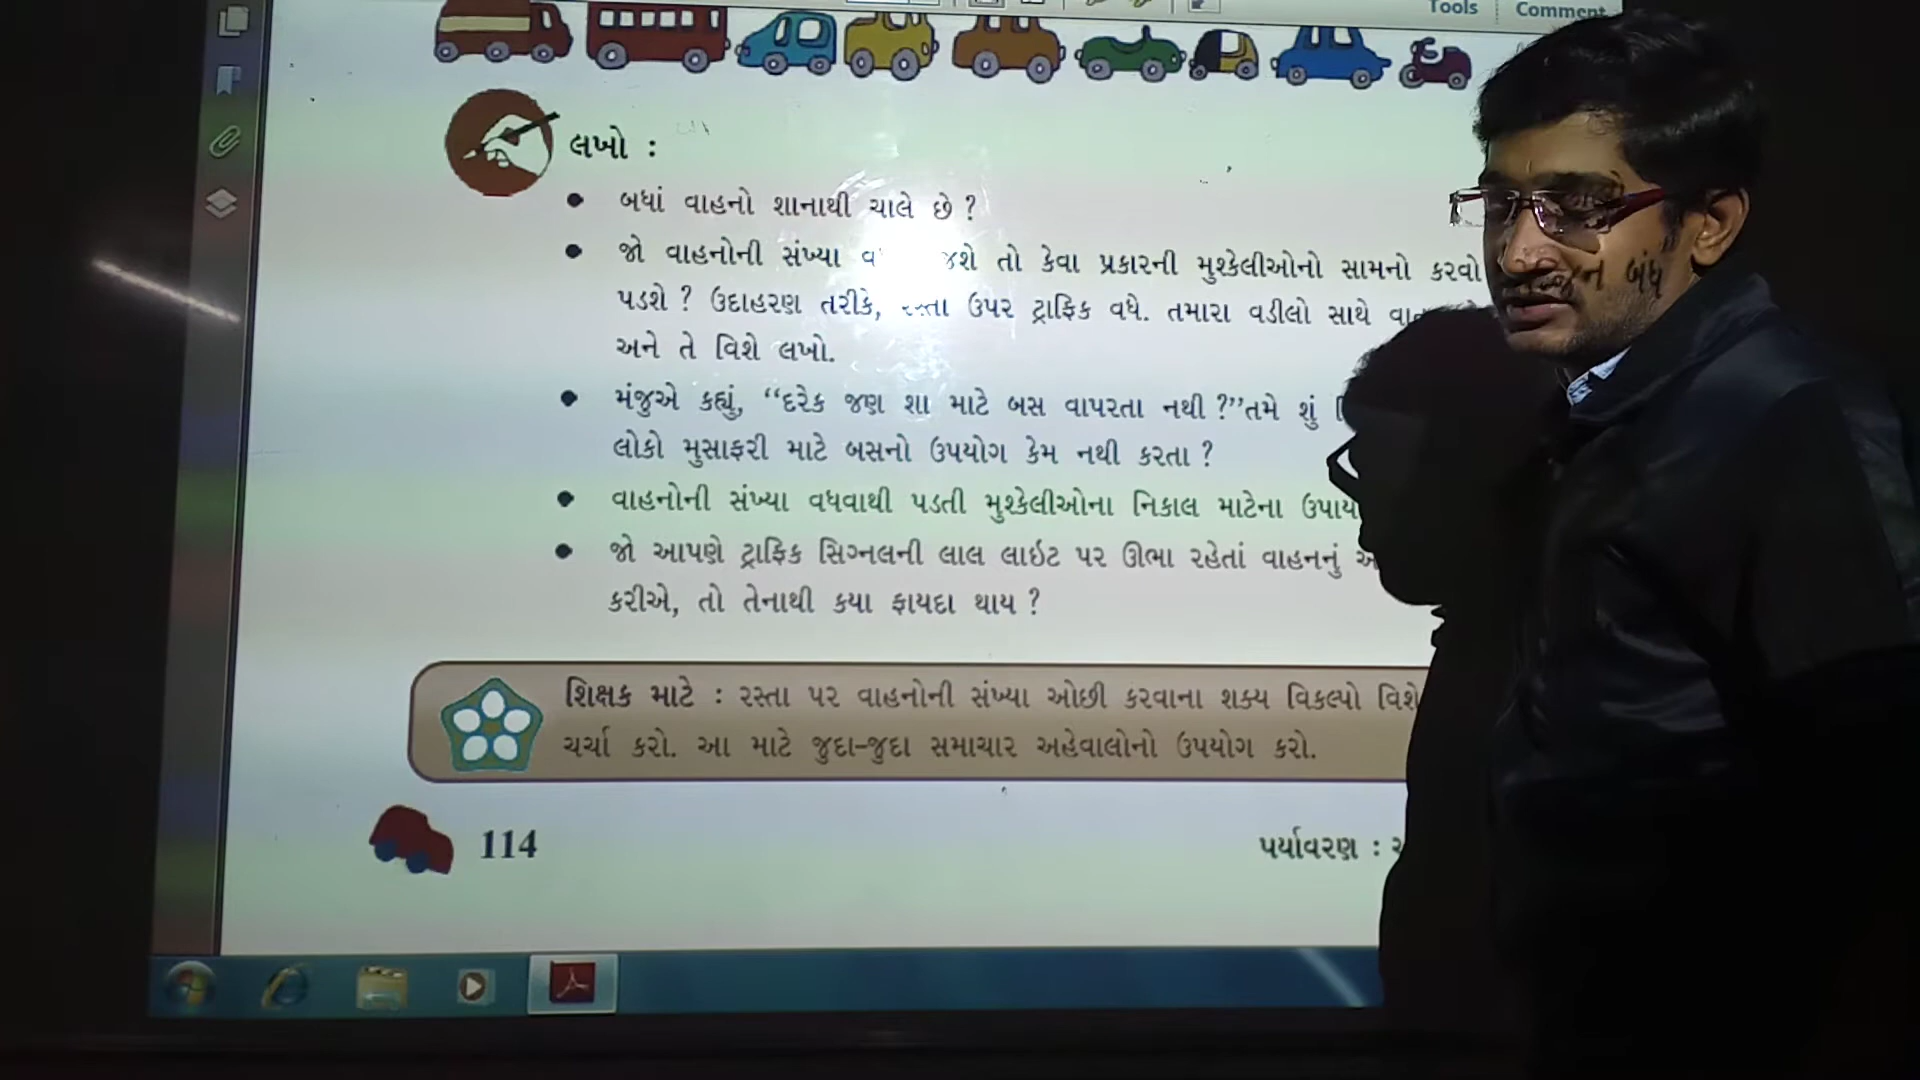 Tools Comment
લખો :
● બધાં વાહનો શાનાથી ચાલે છે ?
● જો વાહનોની સંખ્યા જશે તો કેવા પ્રકારની મુશ્કેલીઓનો સામનો કરવો
પડશે ? ઉદાહરણ તરીકે, રસ્તા ઉપર ટ્રાફિક વધે. તમારા વડીલો સાથે
અને તે વિશે લખો.
● મંજુએ કહ્યું, “દરેક જણ શા માટે બસ વાપરતા નથી ?”તમે શું
લોકો મુસાફરી માટે બસનો ઉપયોગ કેમ નથી કરતા ?
● વાહનોની સંખ્યા વધવાથી પડતી મુશ્કેલીઓના નિકાલ માટેના
● જો આપણે ટ્રાફિક સિગ્નલની લાલ લાઇટ પર ઊભા રહેતાં વાહનનું બંધ
કરીએ, તો તેનાથી કયા ફાયદા થાય ?
શિક્ષક માટે : રસ્તા પર વાહનોની સંખ્યા ઓછી કરવાના શક્ય વિકલ્પો વિશે
ચર્ચા કરો. આ માટે જુદા-જુદા સમાચાર અહેવાલોનો ઉપયોગ કરો.
114
પર્યાવરણ :